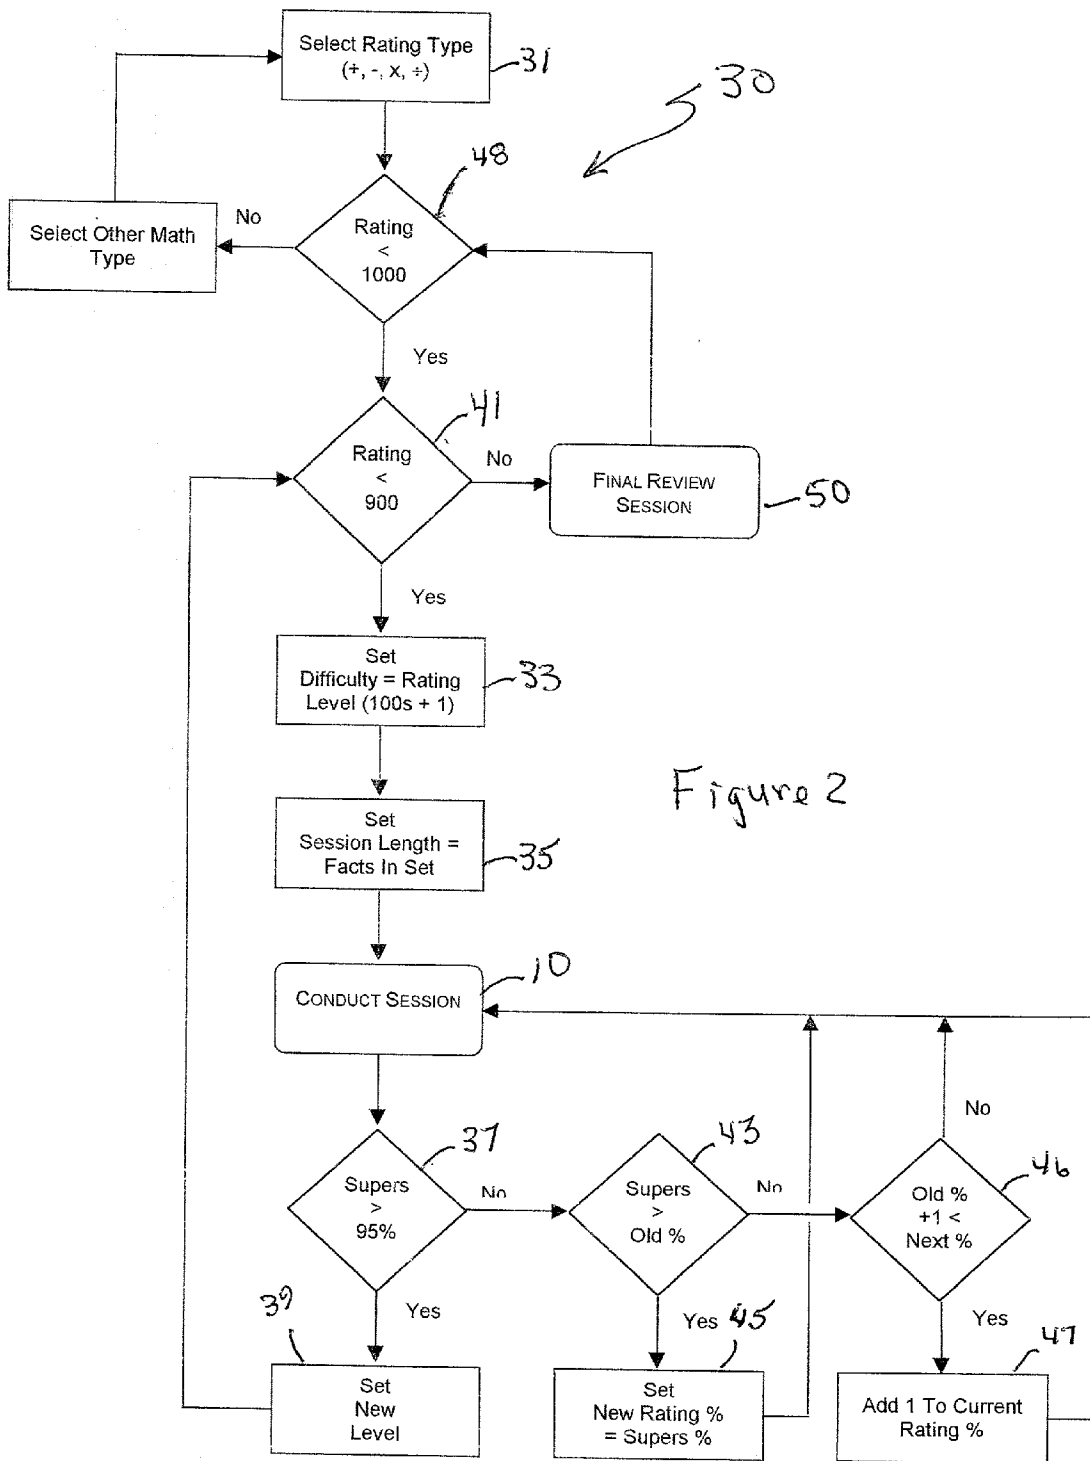 Select Rating Type
(+, -, x, ÷)
31
30
48
Rating
<
1000
No
Select Other Math
Type
Yes
41
Rating
<
900
No
FINAL REVIEW
SESSION
50
Yes
Set
Difficulty = Rating
Level (100s + 1)
33
Figure 2
Set
Session Length =
Facts In Set
35
10
CONDUCT SESSION
No
37
Supers
>
95%
No
43
Supers
>
Old %
No
46
Old %
+1 <
Next %
39
Yes
Yes
45
Yes
47
Set
New
Level
Set
New Rating %
= Supers %
Add 1 To Current
Rating %